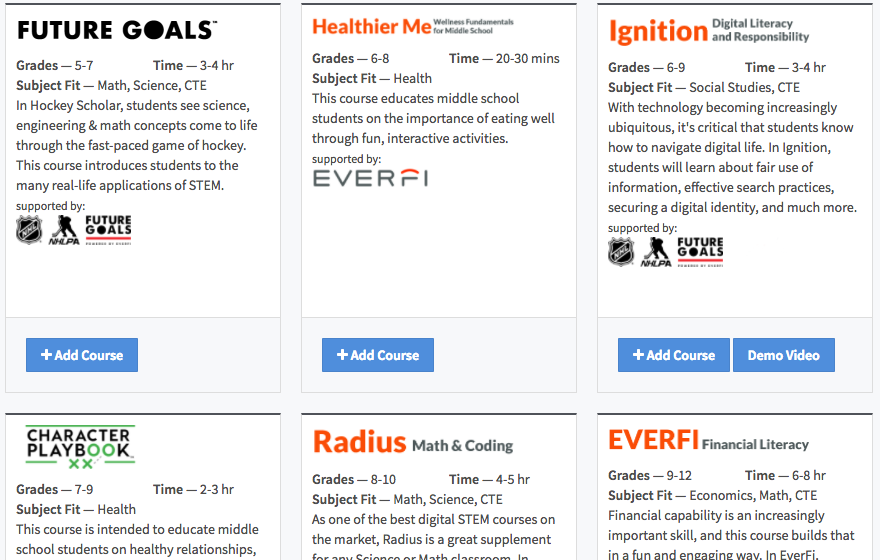 FUTURE GOALS™
Grades — 5-7 Time — 3-4 hr
Subject Fit — Math, Science, CTE
In Hockey Scholar, students see science,
engineering & math concepts come to life
through the fast-paced game of hockey.
This course introduces students to the
many real-life applications of STEM.
supported by:
NHL NHLPA FUTURE GOALS
POWERED BY EVERFI
+ Add Course
Healthier Me Wellness Fundamentals
for Middle School
Grades — 6-8 Time — 20-30 mins
Subject Fit — Health
This course educates middle school
students on the importance of eating well
through fun, interactive activities.
supported by:
EVERFI
+ Add Course
Ignition Digital Literacy
and Responsibility
Grades — 6-9 Time — 3-4 hr
Subject Fit — Social Studies, CTE
With technology becoming increasingly
ubiquitous, it's critical that students know
how to navigate digital life. In Ignition,
students will learn about fair use of
information, effective search practices,
securing a digital identity, and much more.
supported by:
NHL NHLPA FUTURE GOALS
POWERED BY EVERFI
+ Add Course Demo Video
CHARACTER
PLAYBOOK
Grades — 7-9 Time — 2-3 hr
Subject Fit — Health
This course is intended to educate middle
school students on healthy relationships,
Radius Math & Coding
Grades — 8-10 Time — 4-5 hr
Subject Fit — Math, Science, CTE
As one of the best digital STEM courses on
the market, Radius is a great supplement
for any Science or Math classroom. In
EVERFI Financial Literacy
Grades — 9-12 Time — 6-8 hr
Subject Fit — Economics, Math, CTE
Financial capability is an increasingly
important skill, and this course builds that
in a fun and engaging way. In EverFi,